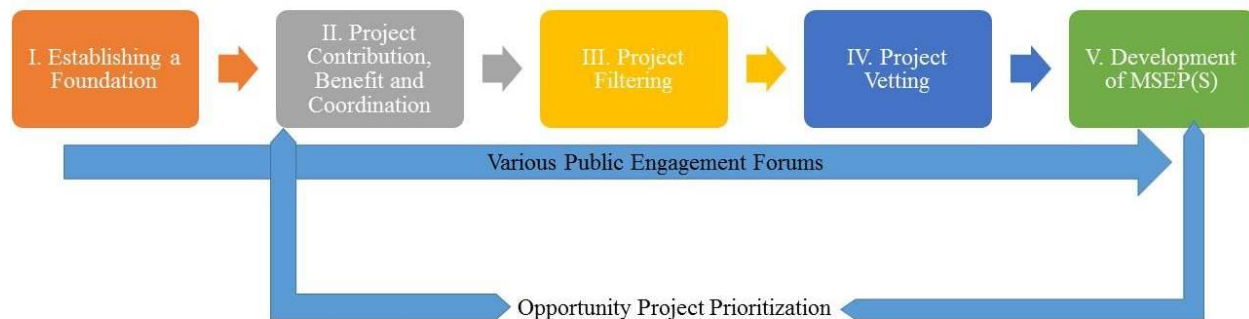 I. Establishing a
Foundation
II. Project
Contribution,
Benefit and
Coordination
III. Project
Filtering
IV. Project
Vetting
V. Development
of MSEP(S)
Various Public Engagement Forums
Opportunity Project Prioritization